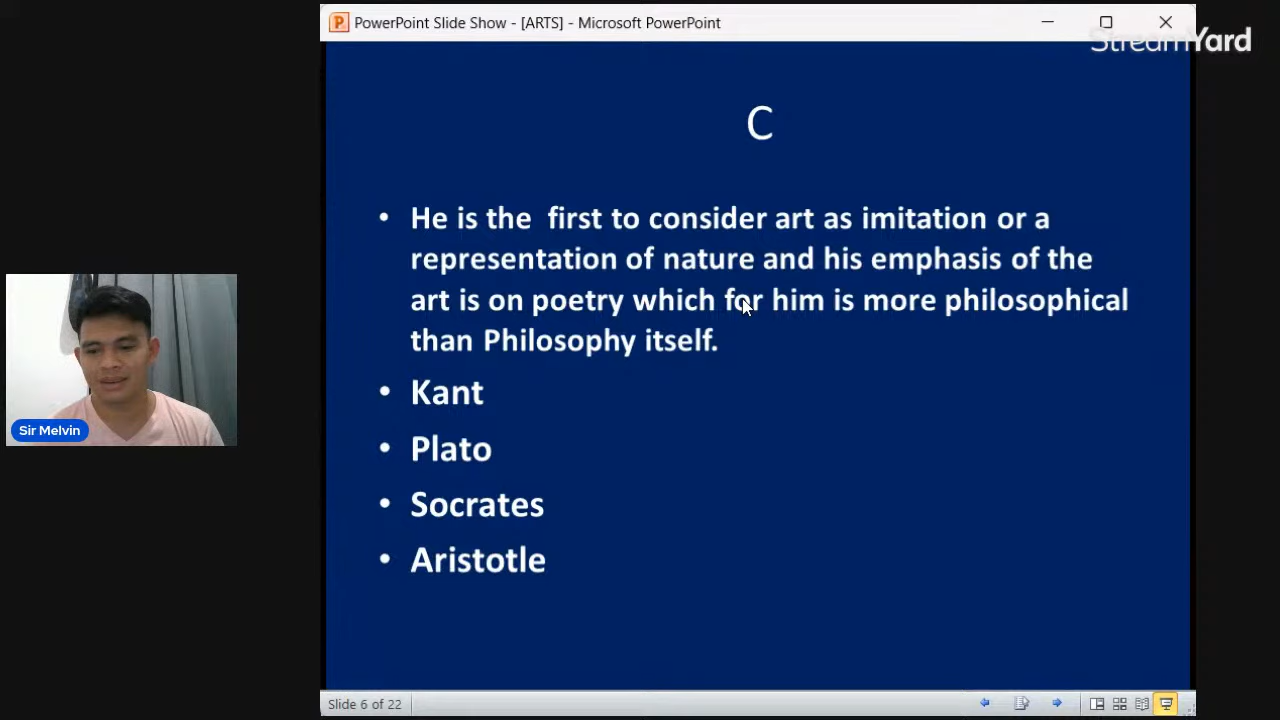 PowerPoint Slide Show - [ARTS] - Microsoft PowerPoint
StreamYard
C
• He is the first to consider art as imitation or a
representation of nature and his emphasis of the
art is on poetry which for him is more philosophical
than Philosophy itself.
• Kant
• Plato
• Socrates
• Aristotle
Sir Melvin
Slide 6 of 22